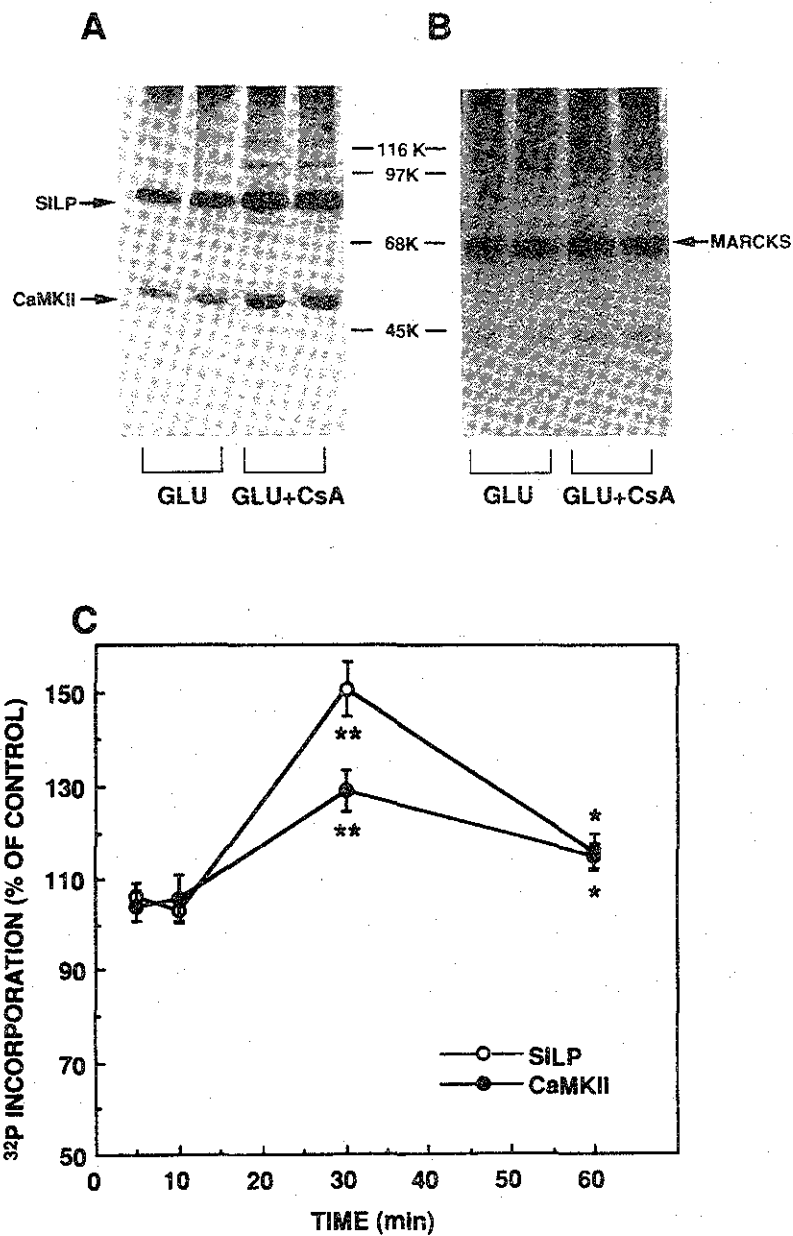 A
B
116 K
97K
SILP
68K
MARCKS
CaMKII
45K
GLU GLU+CsA
GLU GLU+CsA
C
150
130
110
90
70
50
**
**
*
*
SILP
CaMKII
0 10 20 30 40 50 60
TIME (min)
32P INCORPORATION (% OF CONTROL)